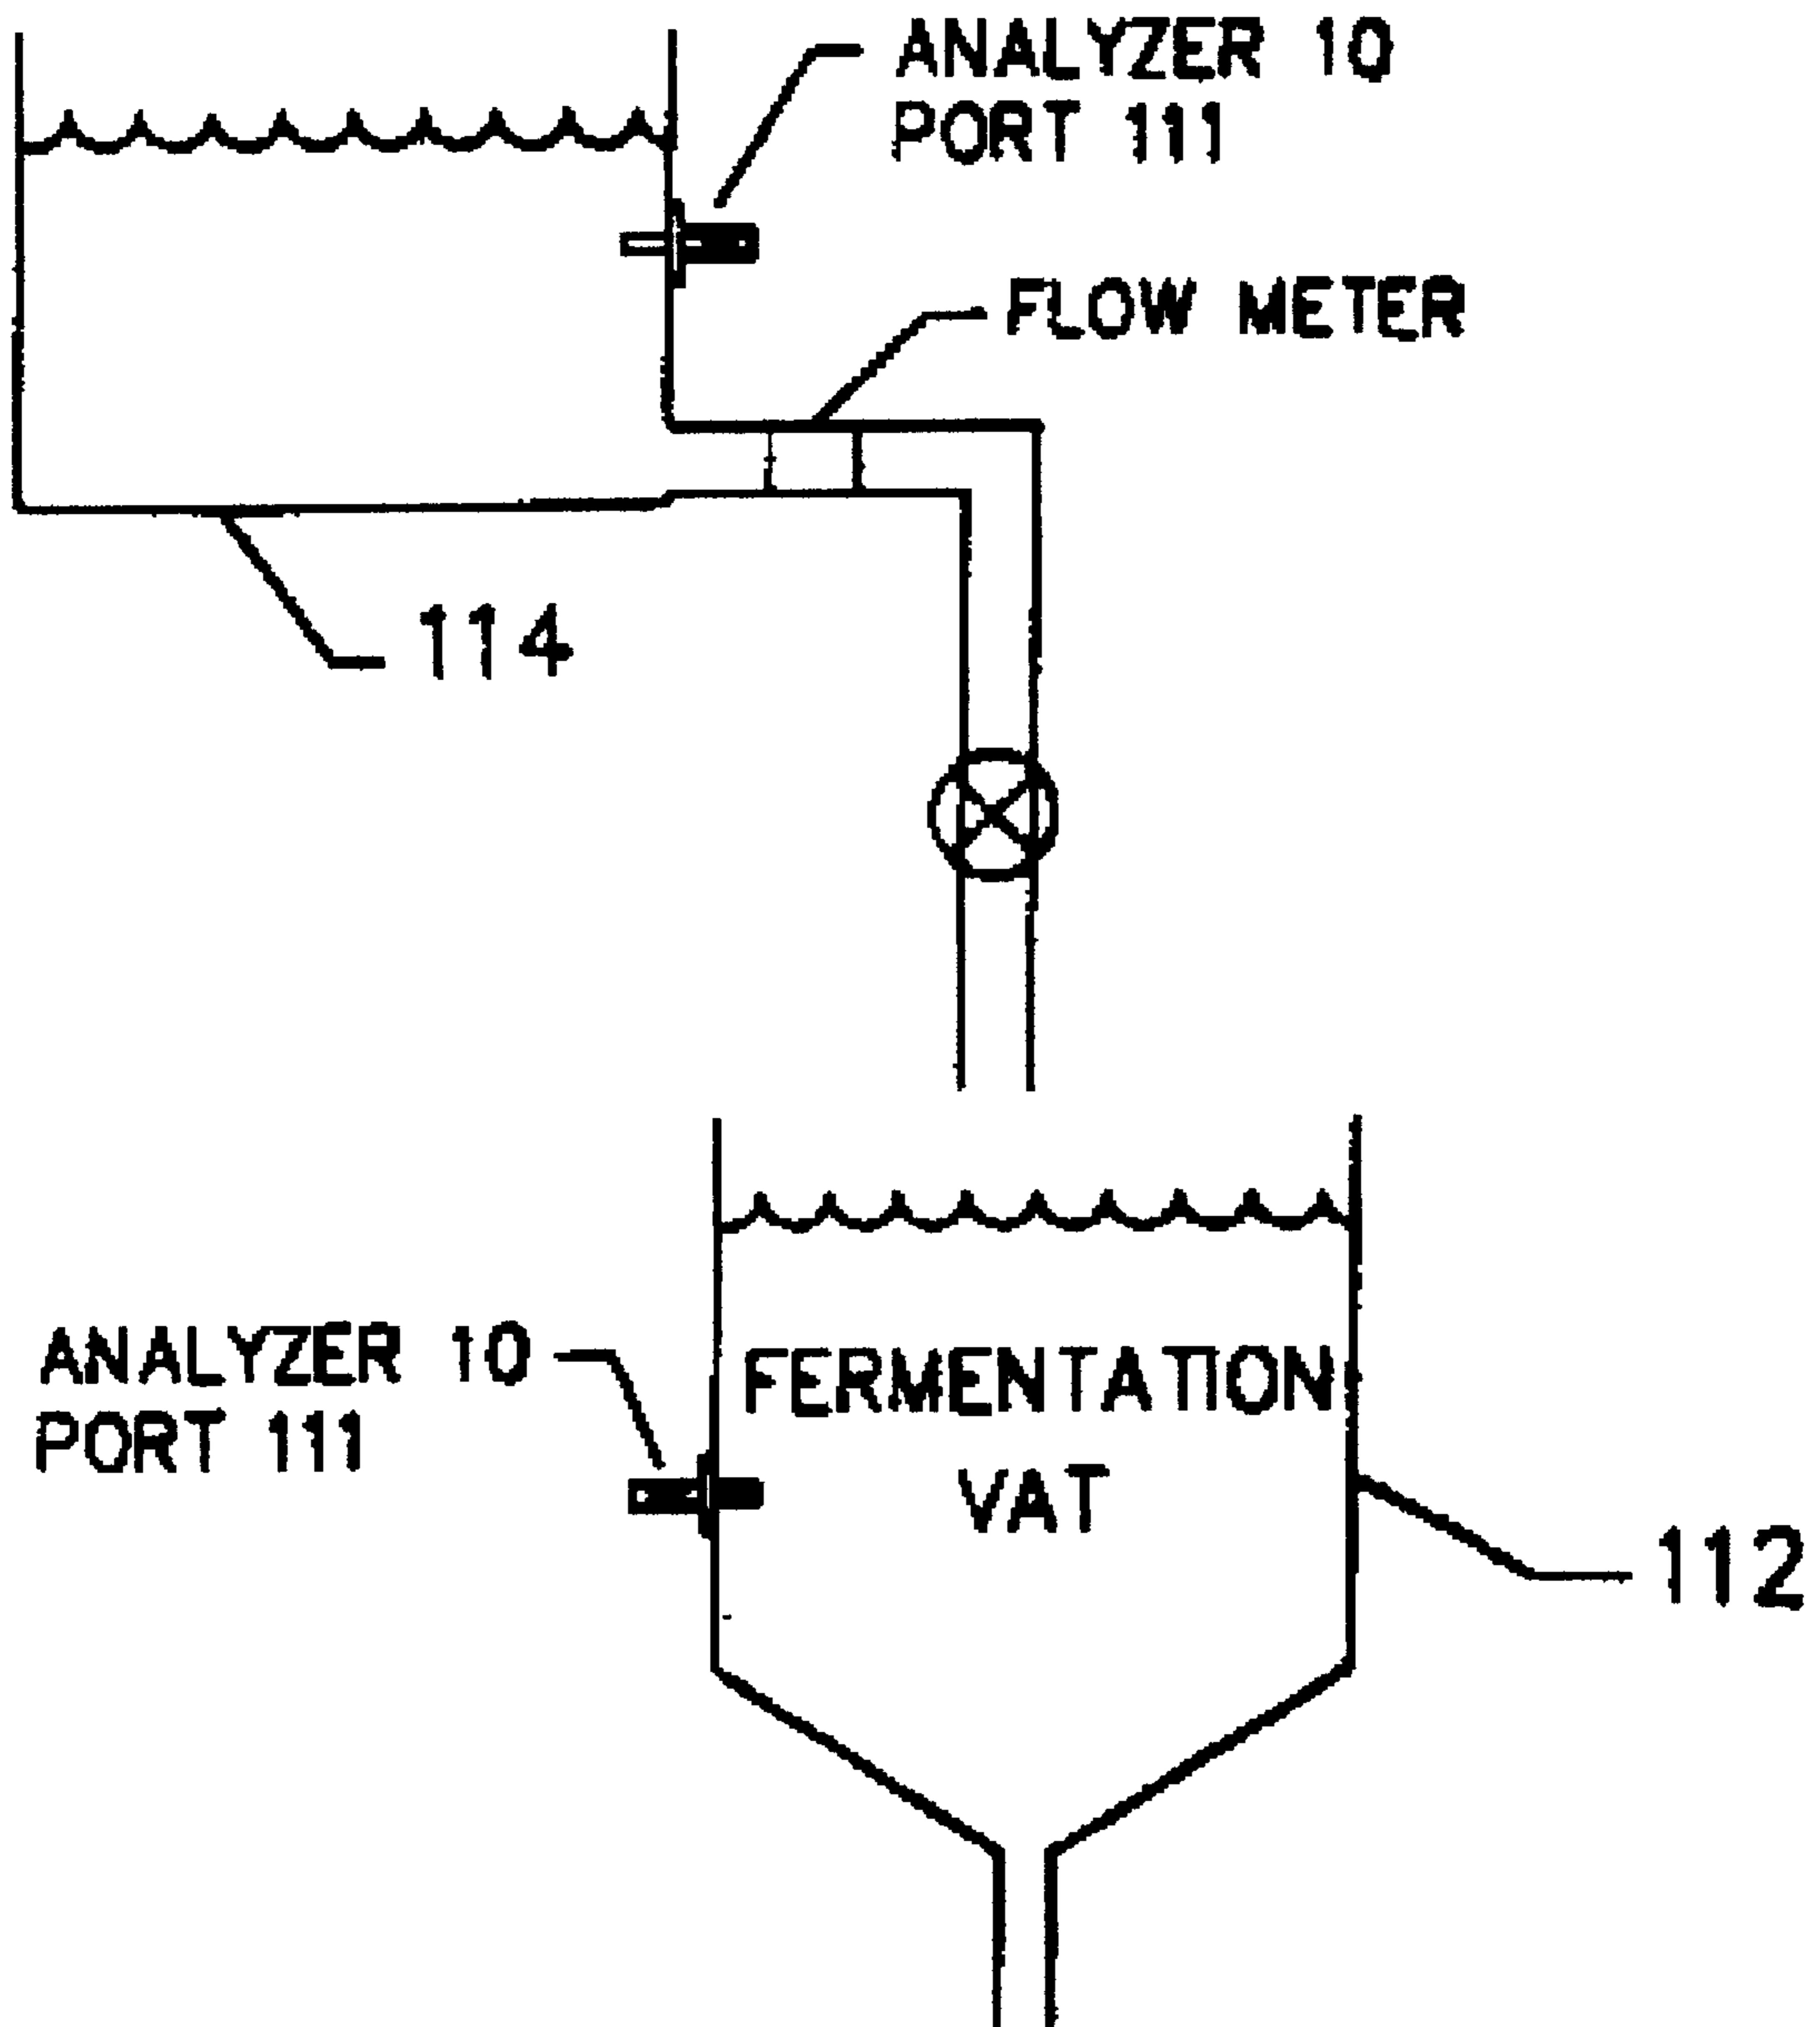 ANALYZER 10
PORT 111
FLOW METER
114
ANALYZER 10
PORT 111
FERMENTATION
VAT
112